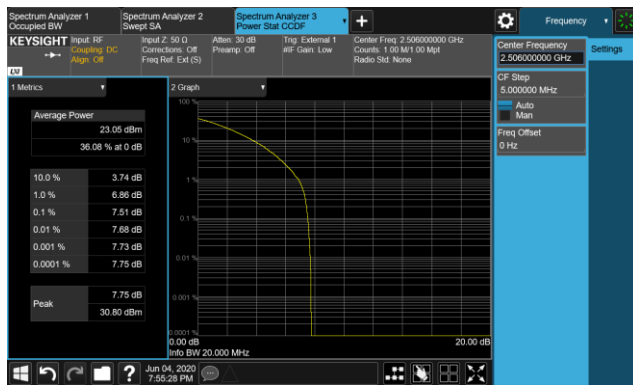 Spectrum Analyzer 1
Occupied BW
Spectrum Analyzer 2
Swept SA
Spectrum Analyzer 3
Power Stat CCDF
Frequency
KEYSIGHT
Input: RF
Coupling: DC
Align: Off
Input Z: 50 Ω
Corrections: Off
Freq Ref: Ext (S)
Atten: 30 dB
Preamp: Off
Trig: External 1
#IF Gain: Low
Center Freq: 2.506000000 GHz
Counts: 1.00 M/1.00 Mpt
Radio Std: None
LXI
Center Frequency
2.506000000 GHz
Settings
CF Step
5.000000 MHz
Auto
Man
Freq Offset
0 Hz
1 Metrics
Average Power
23.05 dBm
36.08 % at 0 dB
10.0 % 3.74 dB
1.0 % 6.86 dB
0.1 % 7.51 dB
0.01 % 7.68 dB
0.001 % 7.73 dB
0.0001 % 7.75 dB
Peak
7.75 dB
30.80 dBm
2 Graph
100 %
10 %
1 %
0.1 %
0.01 %
0.001 %
0.0001 %
0.00 dB
20.00 dB
Info BW 20.000 MHz
?
Jun 04, 2020
7:55:28 PM